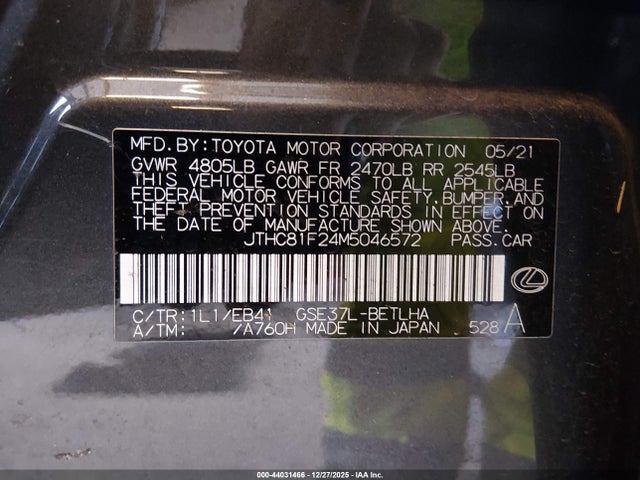 MFD.BY:TOYOTA MOTOR CORPORATION 05/21
GVWR 4805LB GAWR FR 2470LB RR 2545LB
THIS VEHICLE CONFORMS TO ALL APPLICABLE
FEDERAL MOTOR VEHICLE SAFETY,BUMPER,AND
THEFT PREVENTION STANDARDS IN EFFECT ON
THE DATE OF MANUFACTURE SHOWN ABOVE.
JTHC81F24M5046572 PASS.CAR
C/TR:1L1/EB41 GSE37L-BETLHA
A/TM: /A760H MADE IN JAPAN 528 A
000-44031466 - 12/27/2025 - IAA Inc.